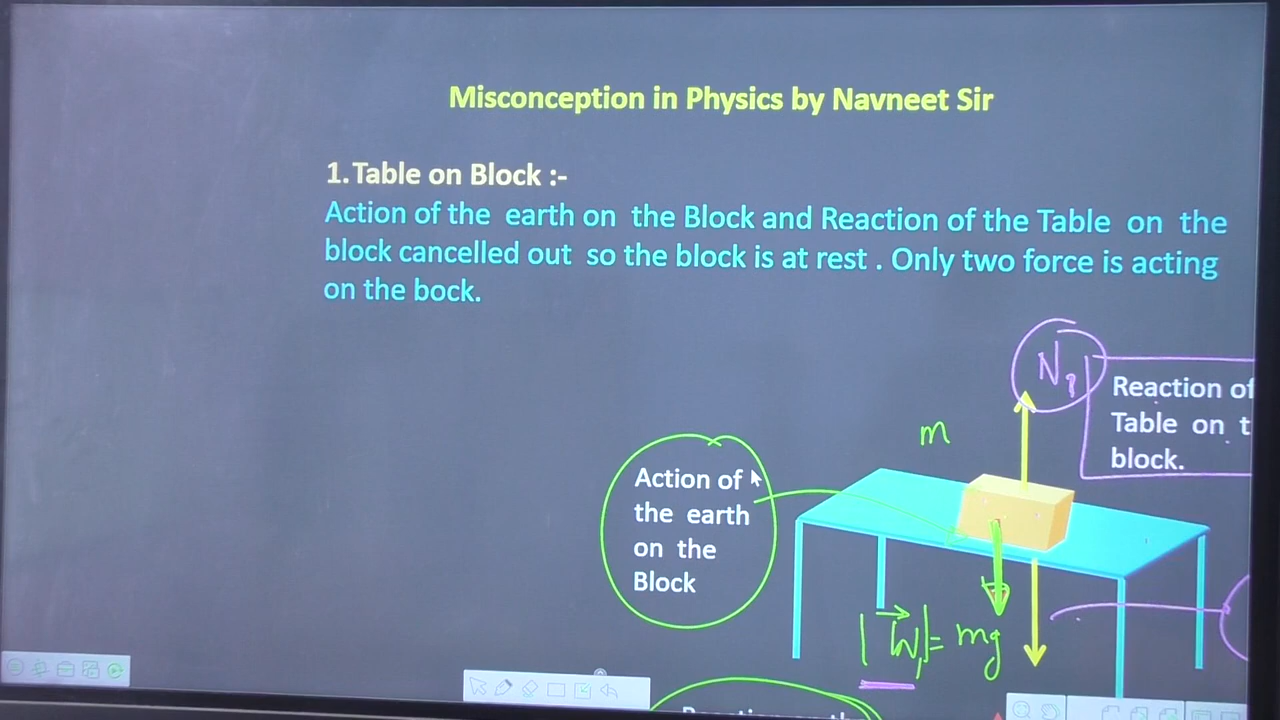 Misconception in Physics by Navneet Sir
1.Table on Block :-
Action of the earth on the Block and Reaction of the Table on the
block cancelled out so the block is at rest . Only two force is acting
on the bock.
Reaction of
Table on t
block.
m
Action of
the earth
on the
Block
|W₁| = mg